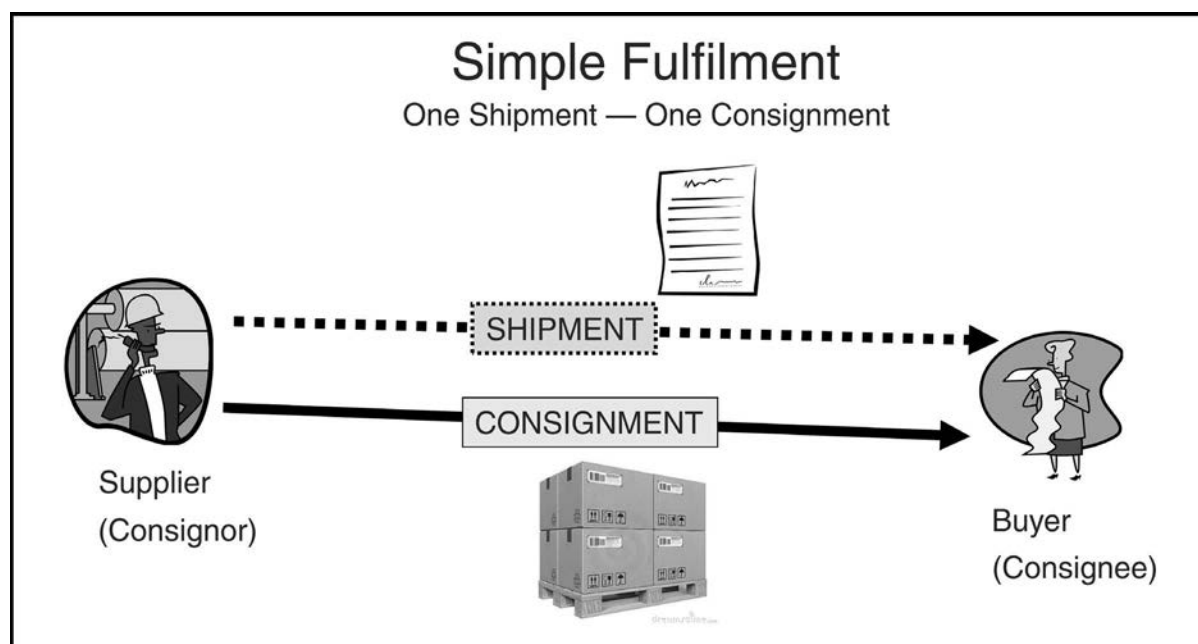 Simple Fulfilment
One Shipment — One Consignment
SHIPMENT
CONSIGNMENT
Supplier
(Consignor)
Buyer
(Consignee)